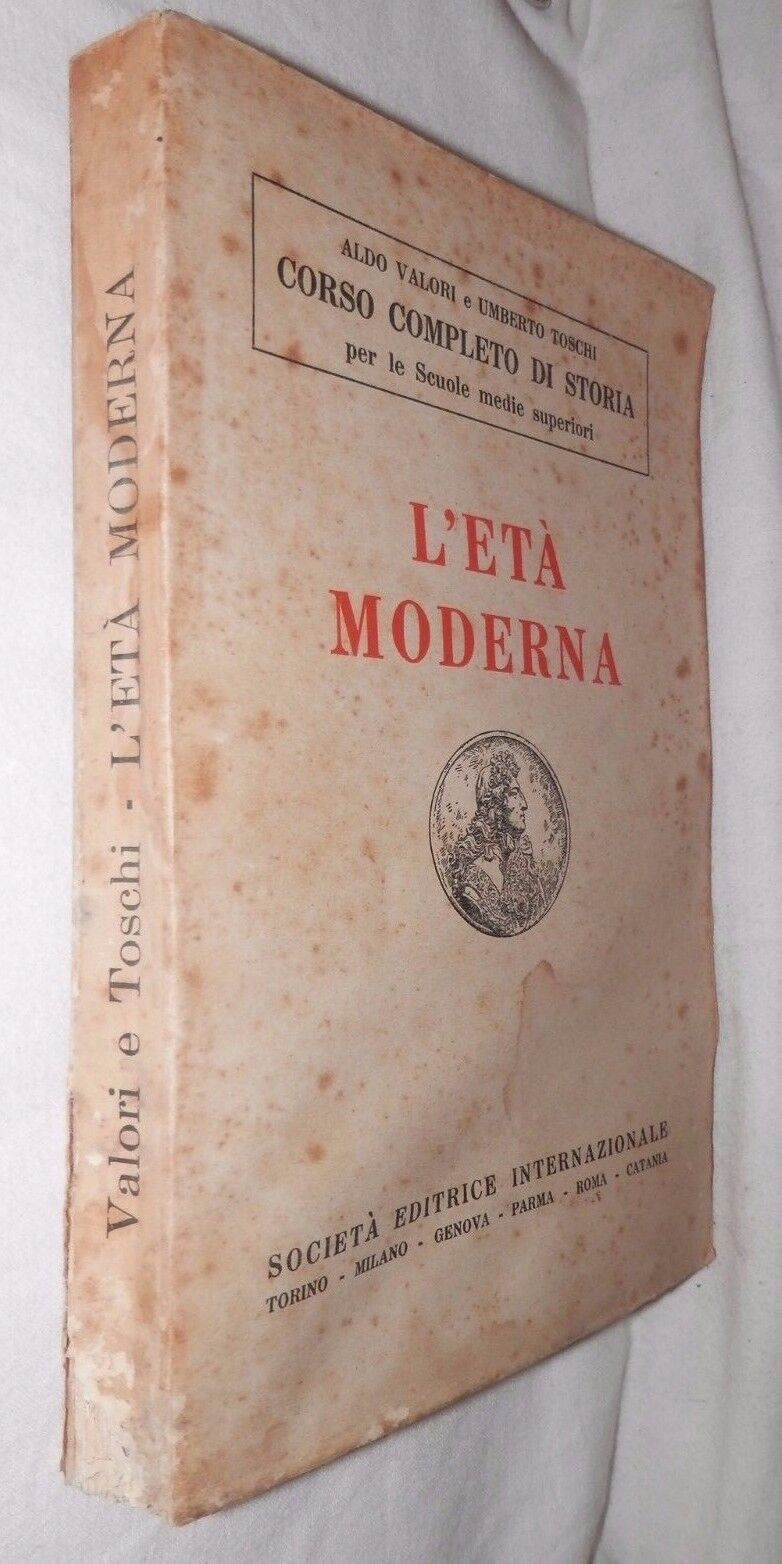 Valori e Toschi - L'ETÀ MODERNA
ALDO VALORI e UMBERTO TOSCHI
CORSO COMPLETO DI STORIA
per le Scuole medie superiori
L'ETÀ
MODERNA
SOCIETÀ EDITRICE INTERNAZIONALE
TORINO - MILANO - GENOVA - PARMA - ROMA - CATANIA